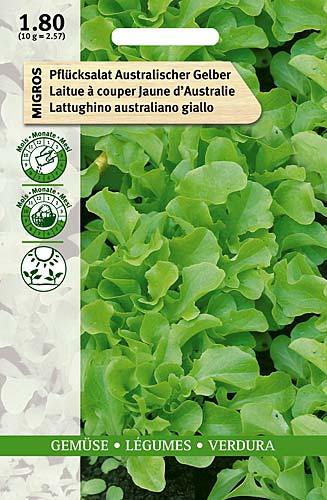 1.80
(10 g = 2.57)
MIGROS
Pflücksalat Australischer Gelber
Laitue à couper Jaune d'Australie
Lattughino australiano giallo
Mois • Monate • Mesi
Mois • Monate • Mesi
GEMÜSE • LÉGUMES • VERDURA